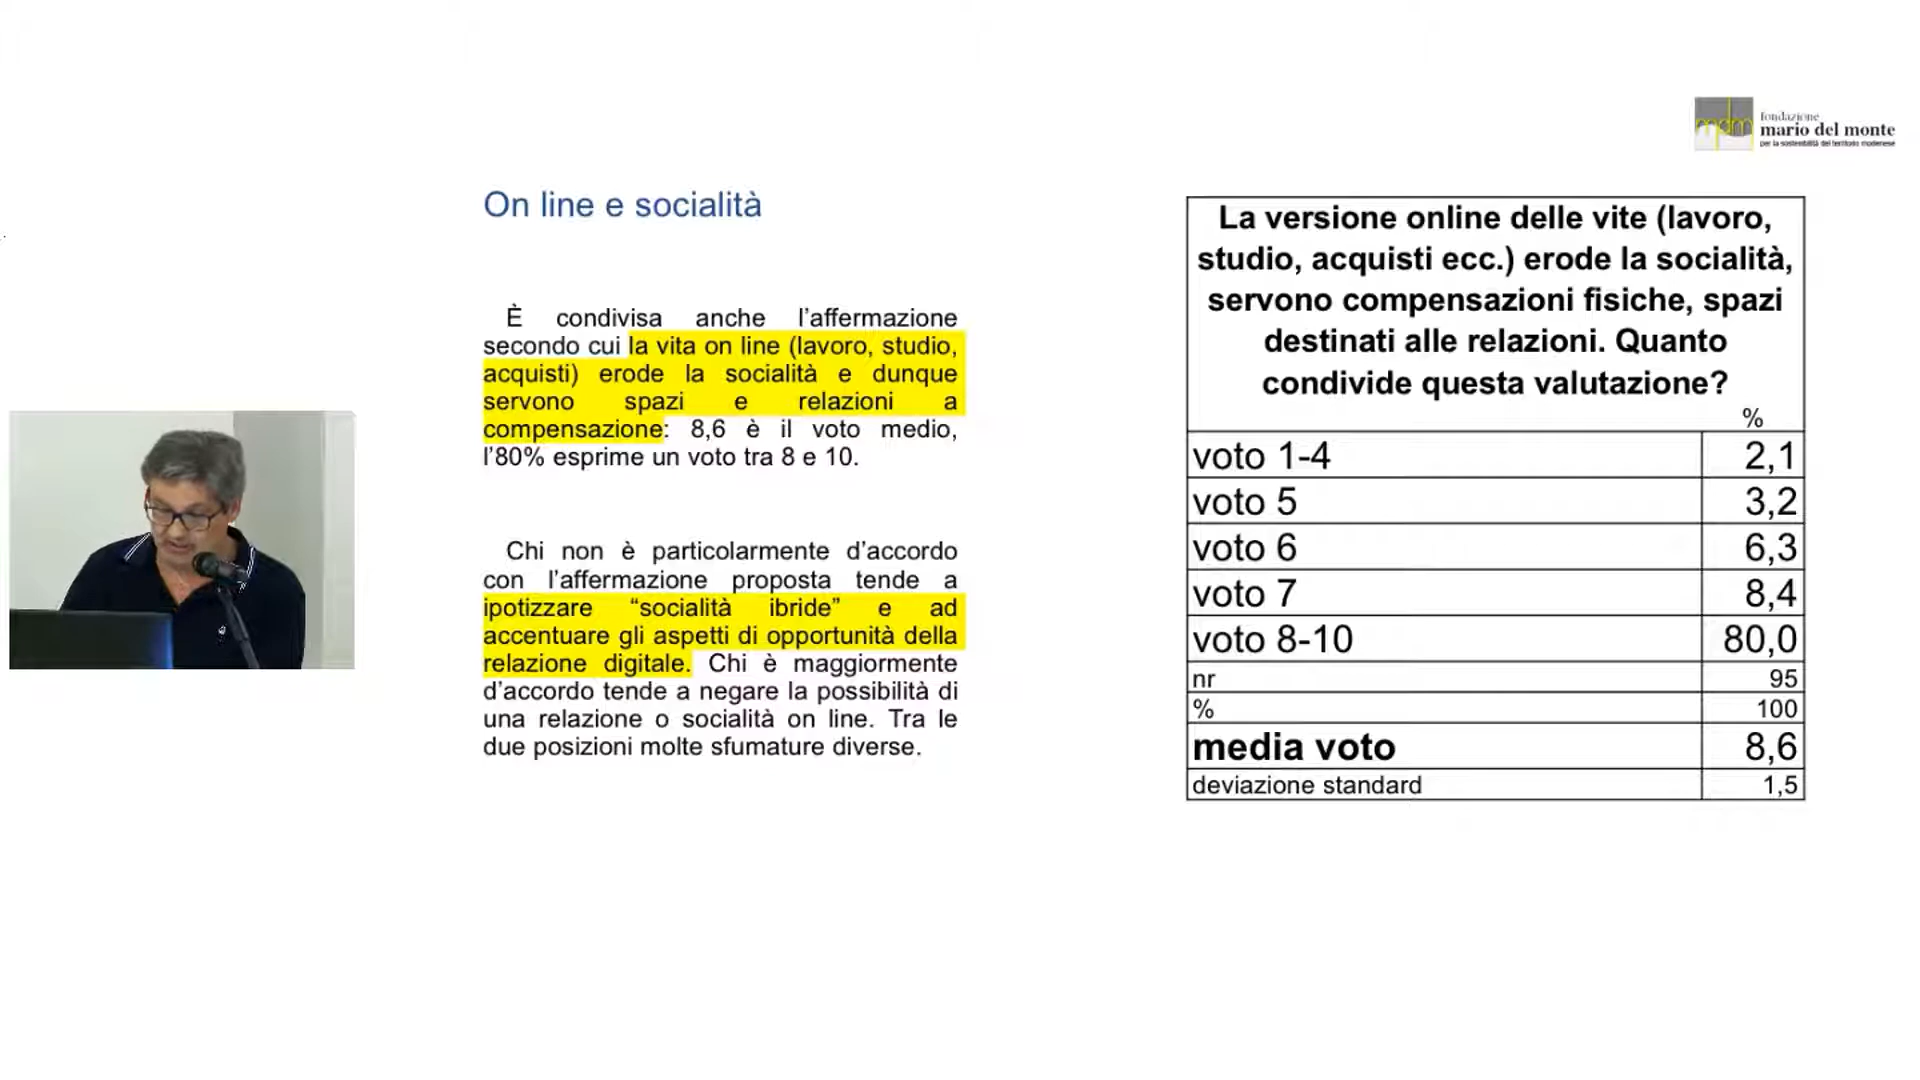 fondazione
mario del monte
per la sostenibilità del territorio modenese
On line e socialità
È condivisa anche l’affermazione
secondo cui la vita on line (lavoro, studio,
acquisti) erode la socialità e dunque
servono spazi e relazioni a
compensazione: 8,6 è il voto medio,
l’80% esprime un voto tra 8 e 10.
Chi non è particolarmente d’accordo
con l’affermazione proposta tende a
ipotizzare “socialità ibride” e ad
accentuare gli aspetti di opportunità della
relazione digitale. Chi è maggiormente
d’accordo tende a negare la possibilità di
una relazione o socialità on line. Tra le
due posizioni molte sfumature diverse.
La versione online delle vite (lavoro,
studio, acquisti ecc.) erode la socialità,
servono compensazioni fisiche, spazi
destinati alle relazioni. Quanto
condivide questa valutazione?
%
voto 1-4 2,1
voto 5 3,2
voto 6 6,3
voto 7 8,4
voto 8-10 80,0
nr 95
% 100
media voto 8,6
deviazione standard 1,5